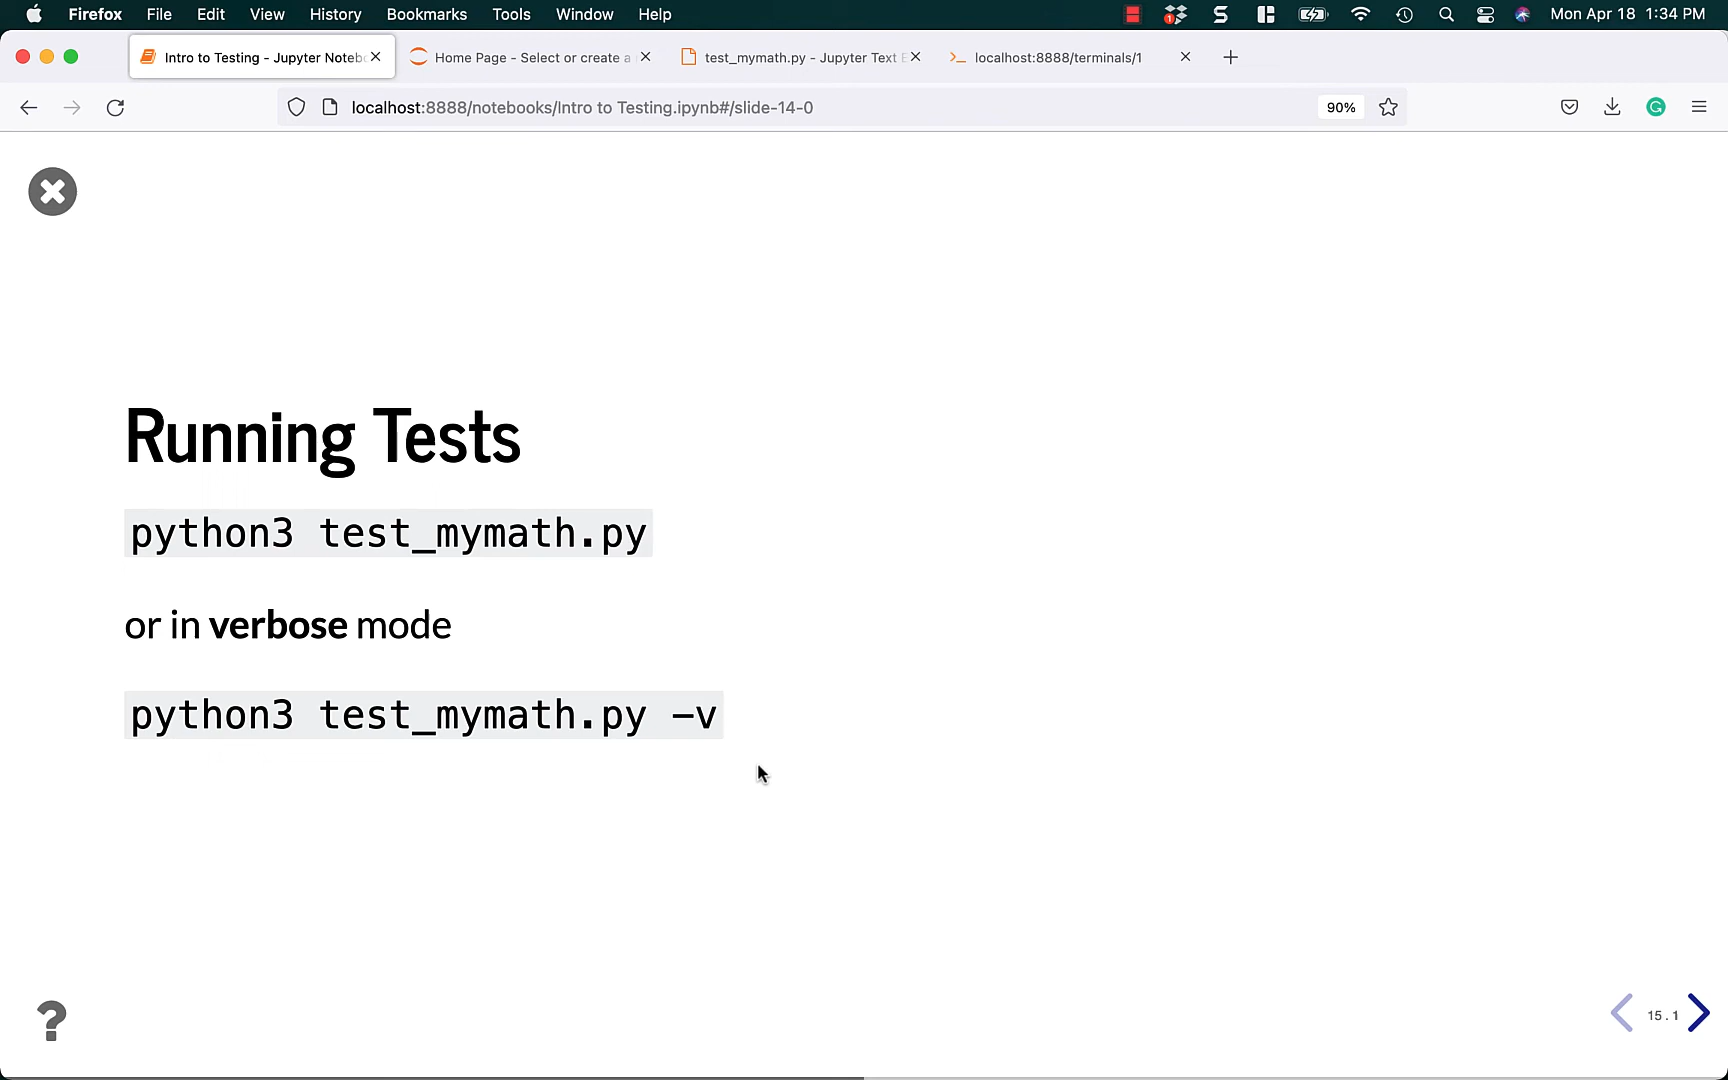 Firefox File Edit View History Bookmarks Tools Window Help Mon Apr 18 1:34 PM
Intro to Testing - Jupyter Noteb Home Page - Select or create a test_mymath.py - Jupyter Text E localhost:8888/terminals/1
localhost:8888/notebooks/Intro to Testing.ipynb#/slide-14-0 90%
Running Tests
python3 test_mymath.py
or in verbose mode
python3 test_mymath.py -v
15 . 1